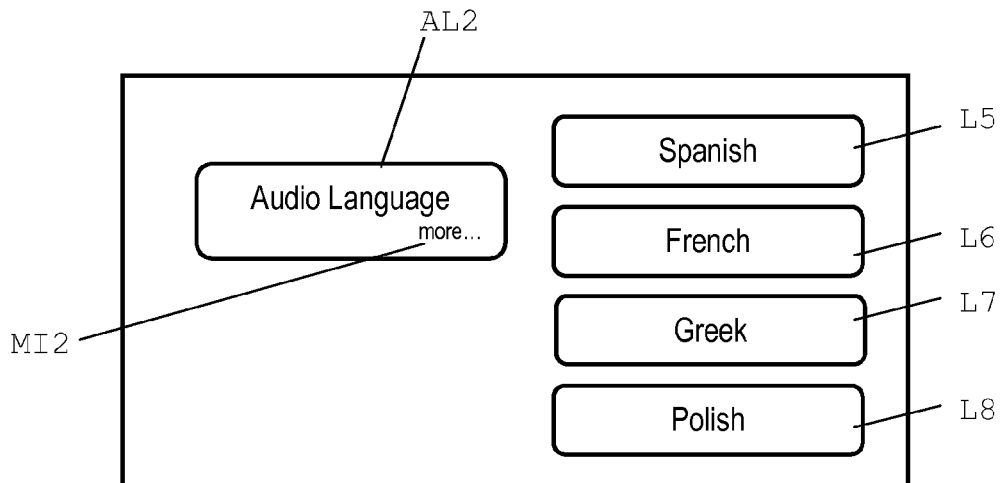 AL2
Spanish
L5
Audio Language
more...
French
L6
MI2
Greek
L7
Polish
L8